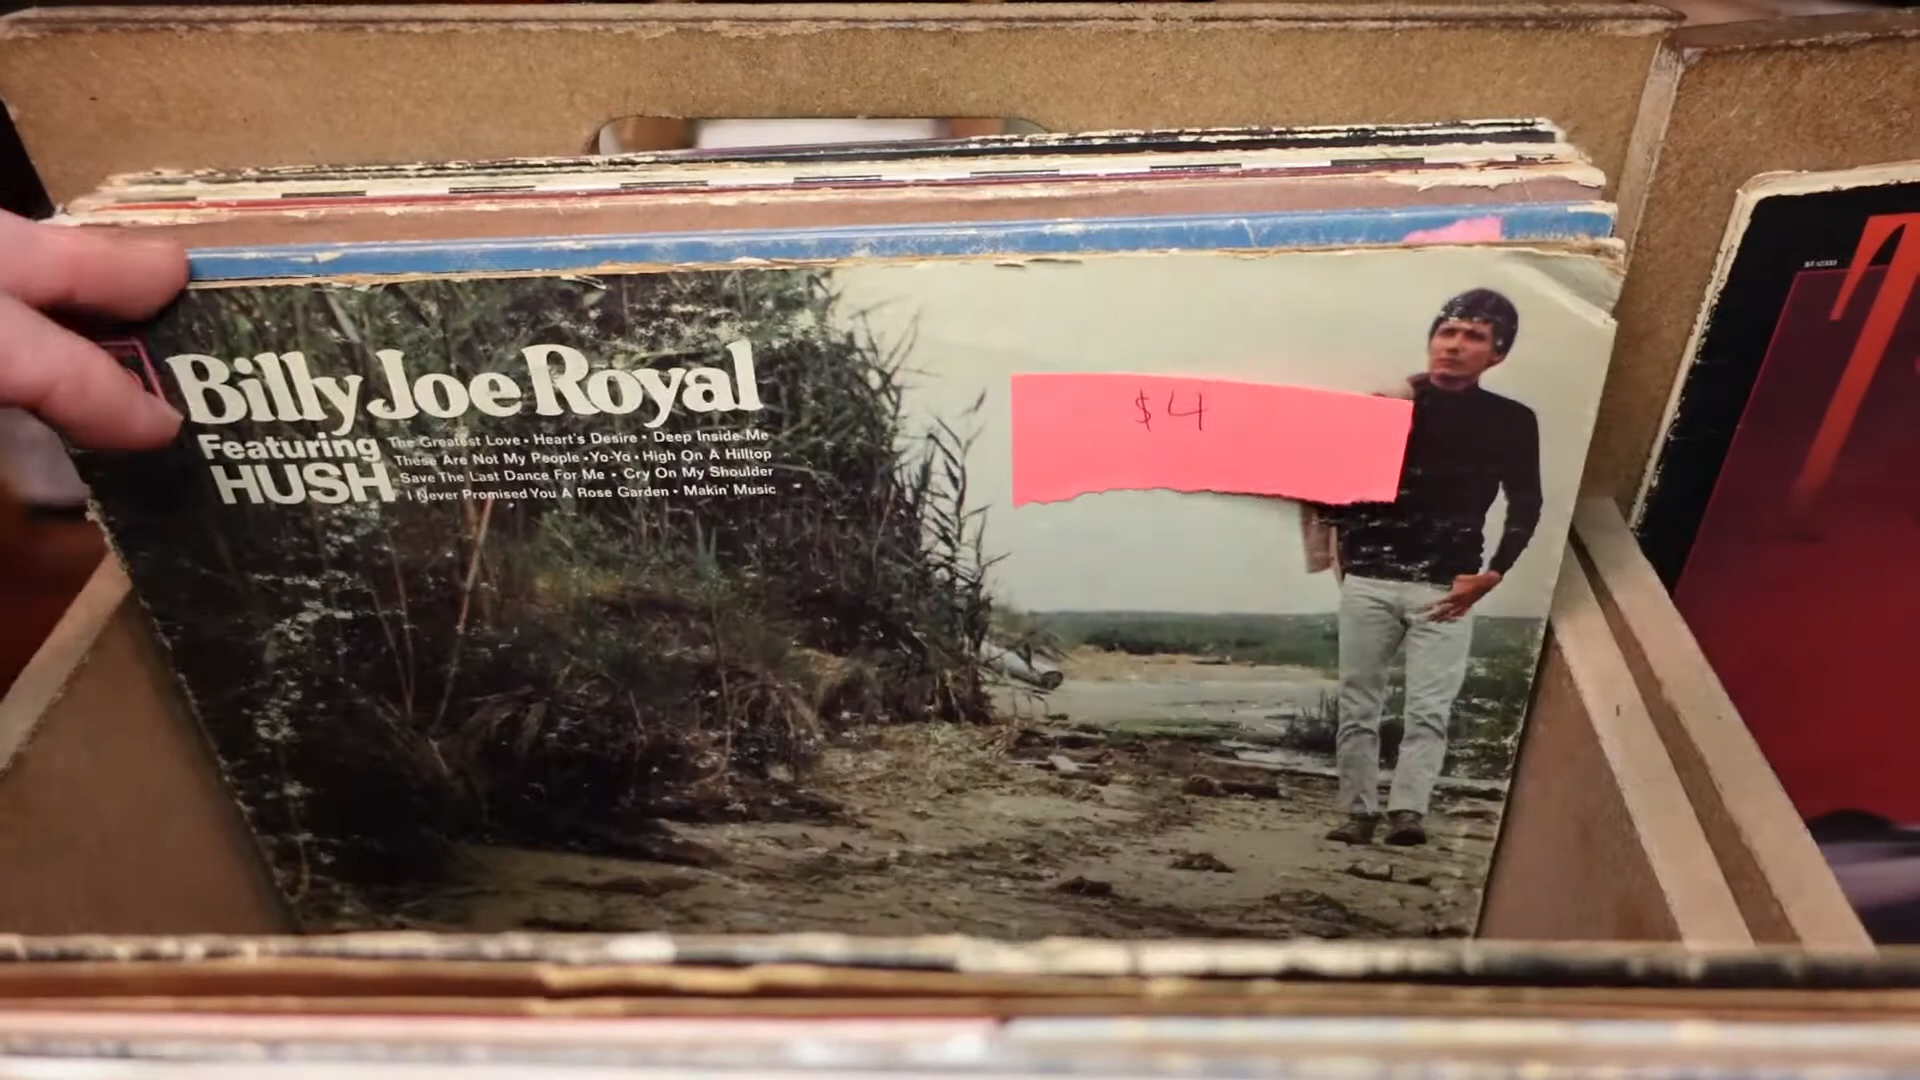 Billy Joe Royal
Featuring
HUSH
The Greatest Love • Heart's Desire • Deep Inside Me
These Are Not My People • Yo-Yo • High On A Hilltop
Save The Last Dance For Me • Cry On My Shoulder
I Never Promised You A Rose Garden • Makin' Music
$4
T